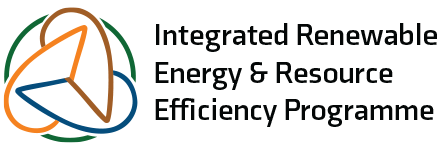 Integrated Renewable
Energy & Resource
Efficiency Programme